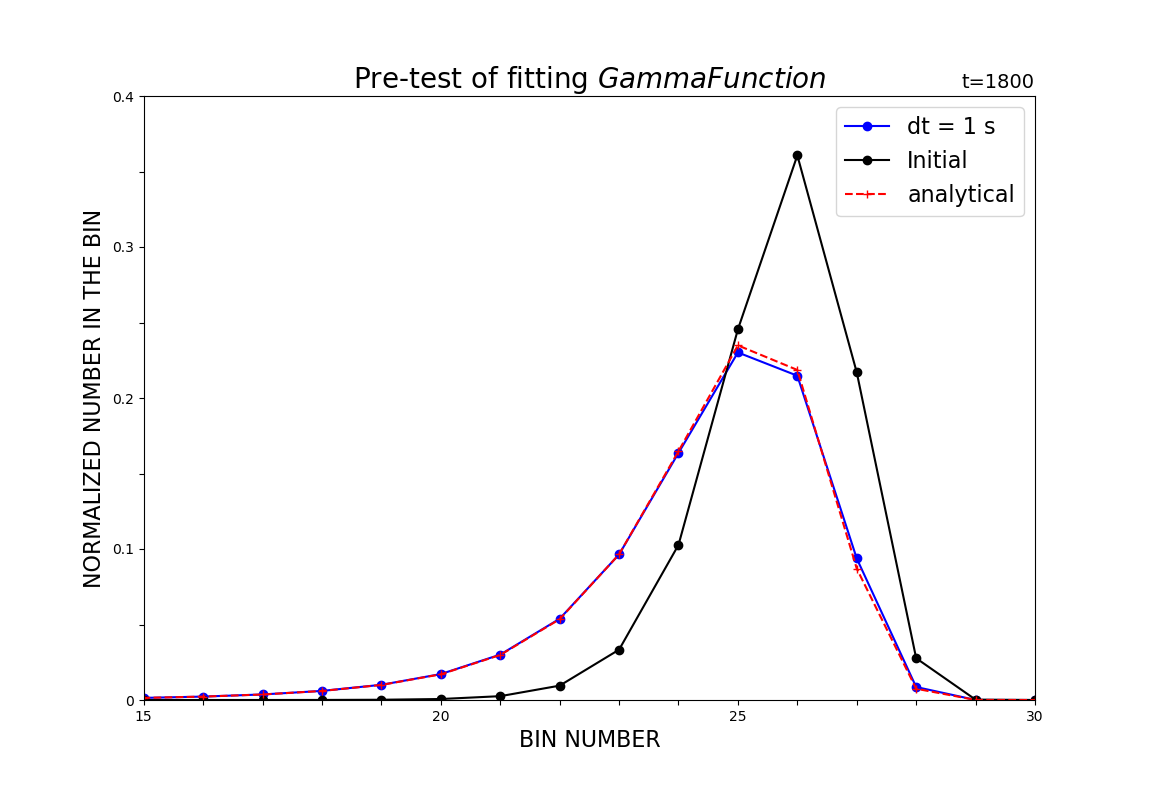 Pre-test of fitting GammaFunction
t=1800
dt = 1 s
Initial
analytical
NORMALIZED NUMBER IN THE BIN
0.4
0.3
0.2
0.1
0
15 20 25 30
BIN NUMBER